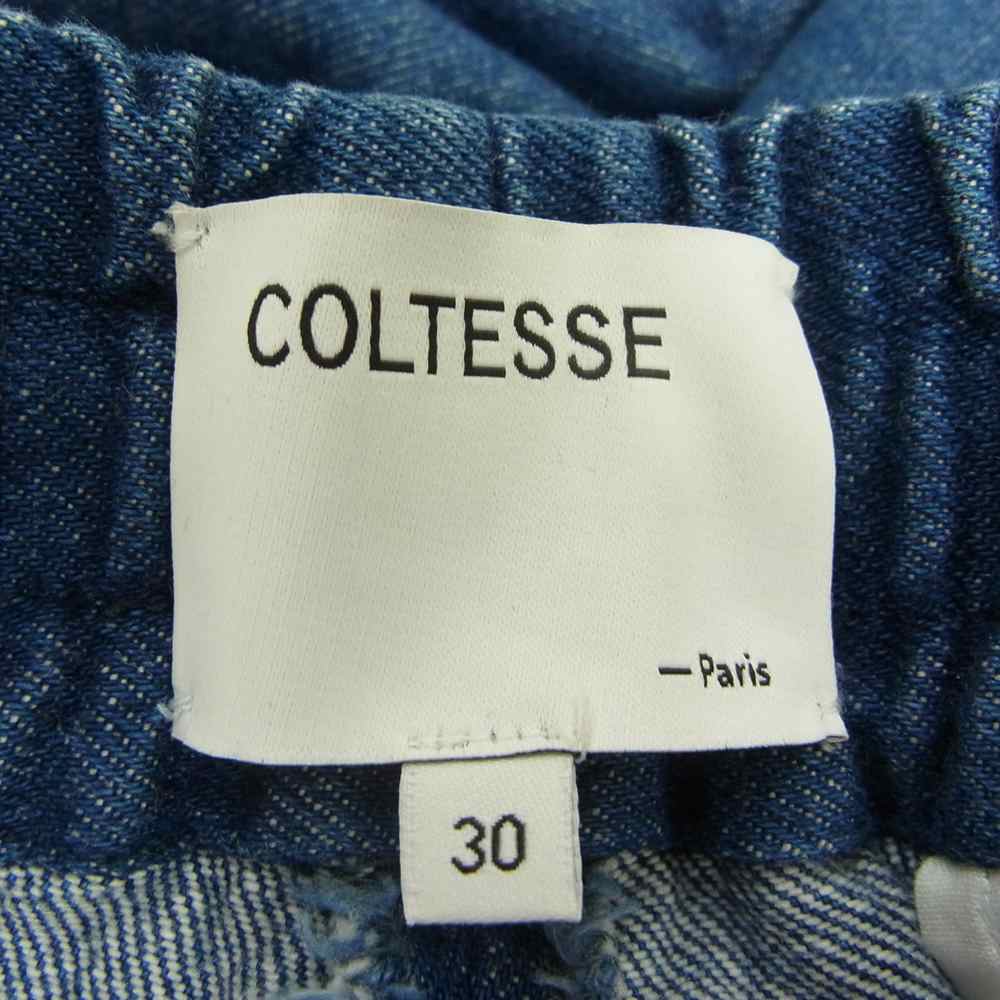 COLTESSE
— Paris
30